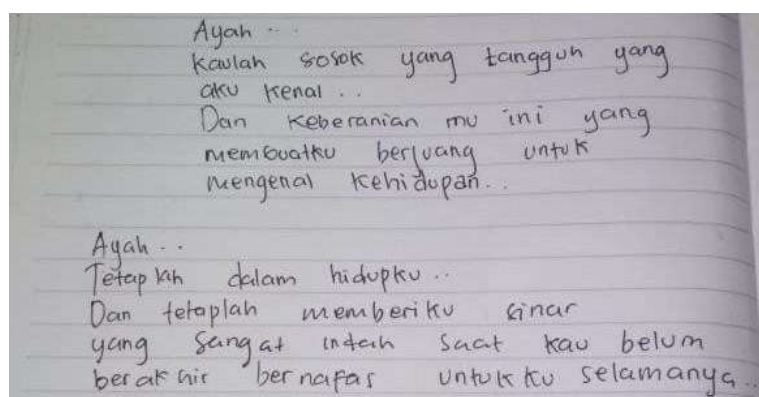 Ayah...
Kaulah sosok yang tangguh yang
aku kenal..
Dan keberanian mu ini yang
membuatku berjuang untuk
mengenal kehidupan..
Ayah...
Tetaplah dalam hidupku..
Dan tetaplah memberiku sinar
yang sangat indah saat kau belum
berakhir bernafas untukku selamanya..